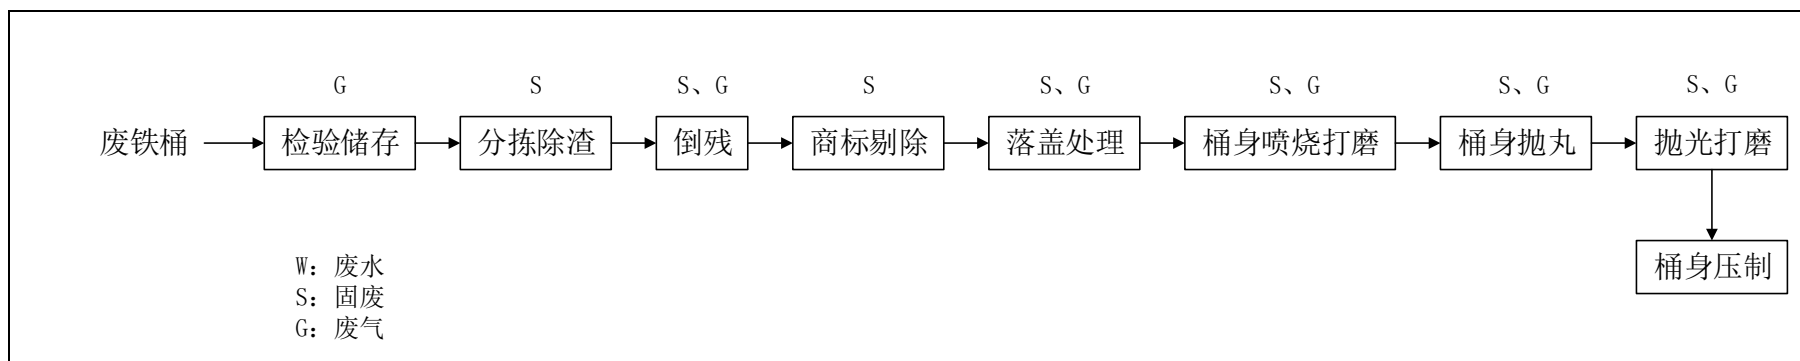 G S S、G S S、G S、G S、G S、G
废铁桶 检验储存 分拣除渣 倒残 商标剔除 落盖处理 桶身喷烧打磨 桶身抛丸 抛光打磨
桶身压制
W：废水
S：固废
G：废气